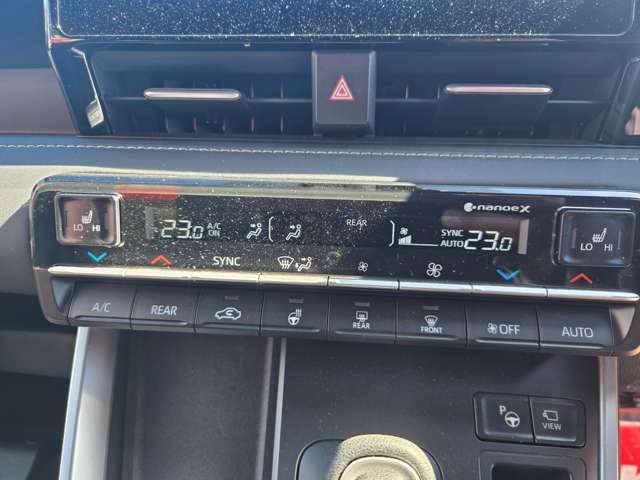 nanoeX
LO HI
23.0 A/C ON
REAR
SYNC AUTO 23.0
LO HI
SYNC
A/C
REAR
REAR
FRONT
OFF
AUTO
P
VIEW